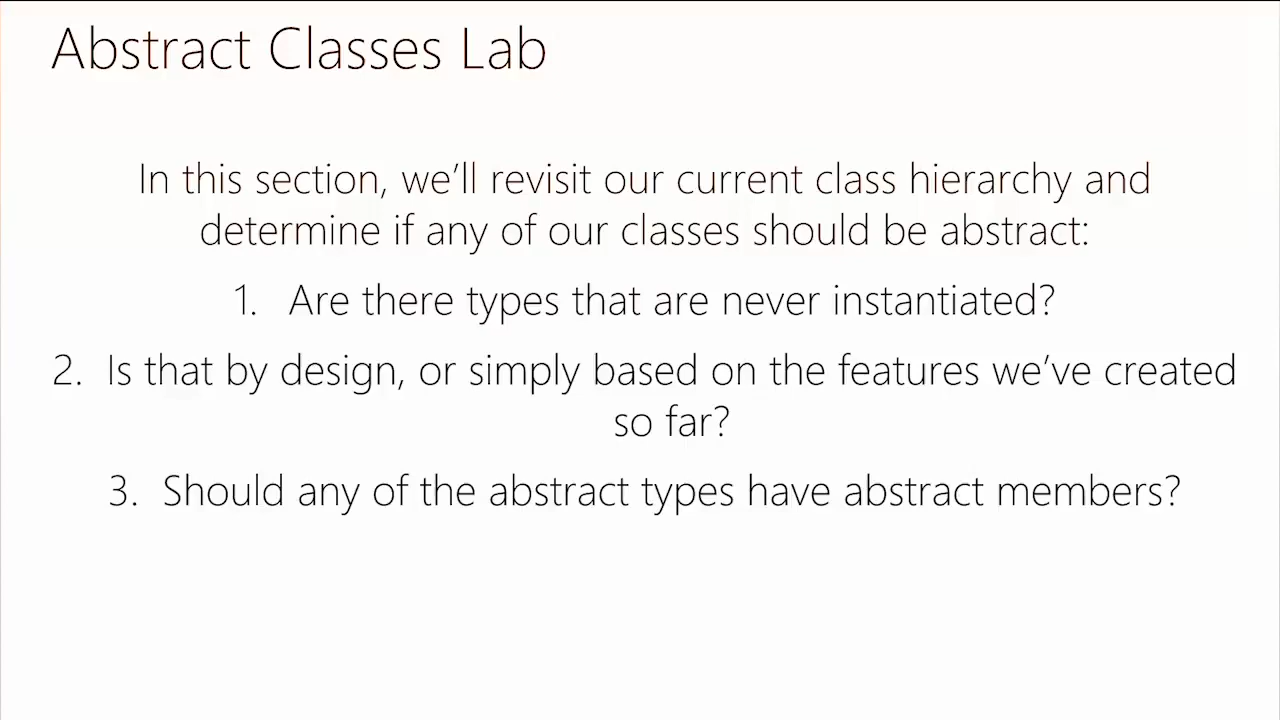 Abstract Classes Lab
In this section, we’ll revisit our current class hierarchy and
determine if any of our classes should be abstract:
1. Are there types that are never instantiated?
2. Is that by design, or simply based on the features we’ve created
so far?
3. Should any of the abstract types have abstract members?